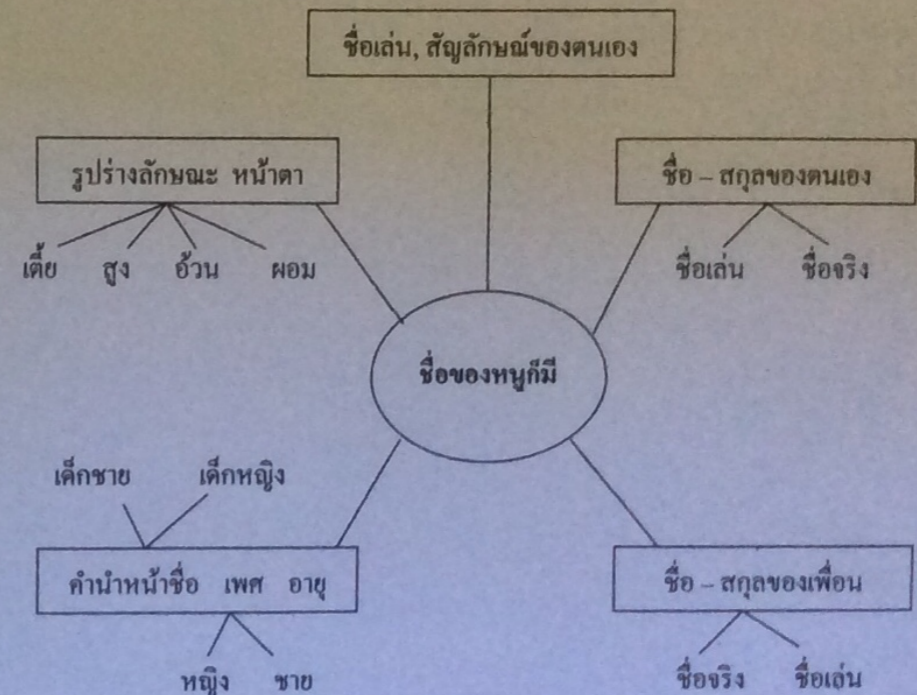 ชื่อเล่น, สัญลักษณ์ของตนเอง
รูปร่างลักษณะ หน้าตา
ชื่อ – สกุลของตนเอง
เตี้ย สูง อ้วน ผอม
ชื่อเล่น ชื่อจริง
ชื่อของหนูก็มี
เด็กชาย เด็กหญิง
คำนำหน้าชื่อ เพศ อายุ
ชื่อ – สกุลของเพื่อน
หญิง ชาย
ชื่อจริง ชื่อเล่น